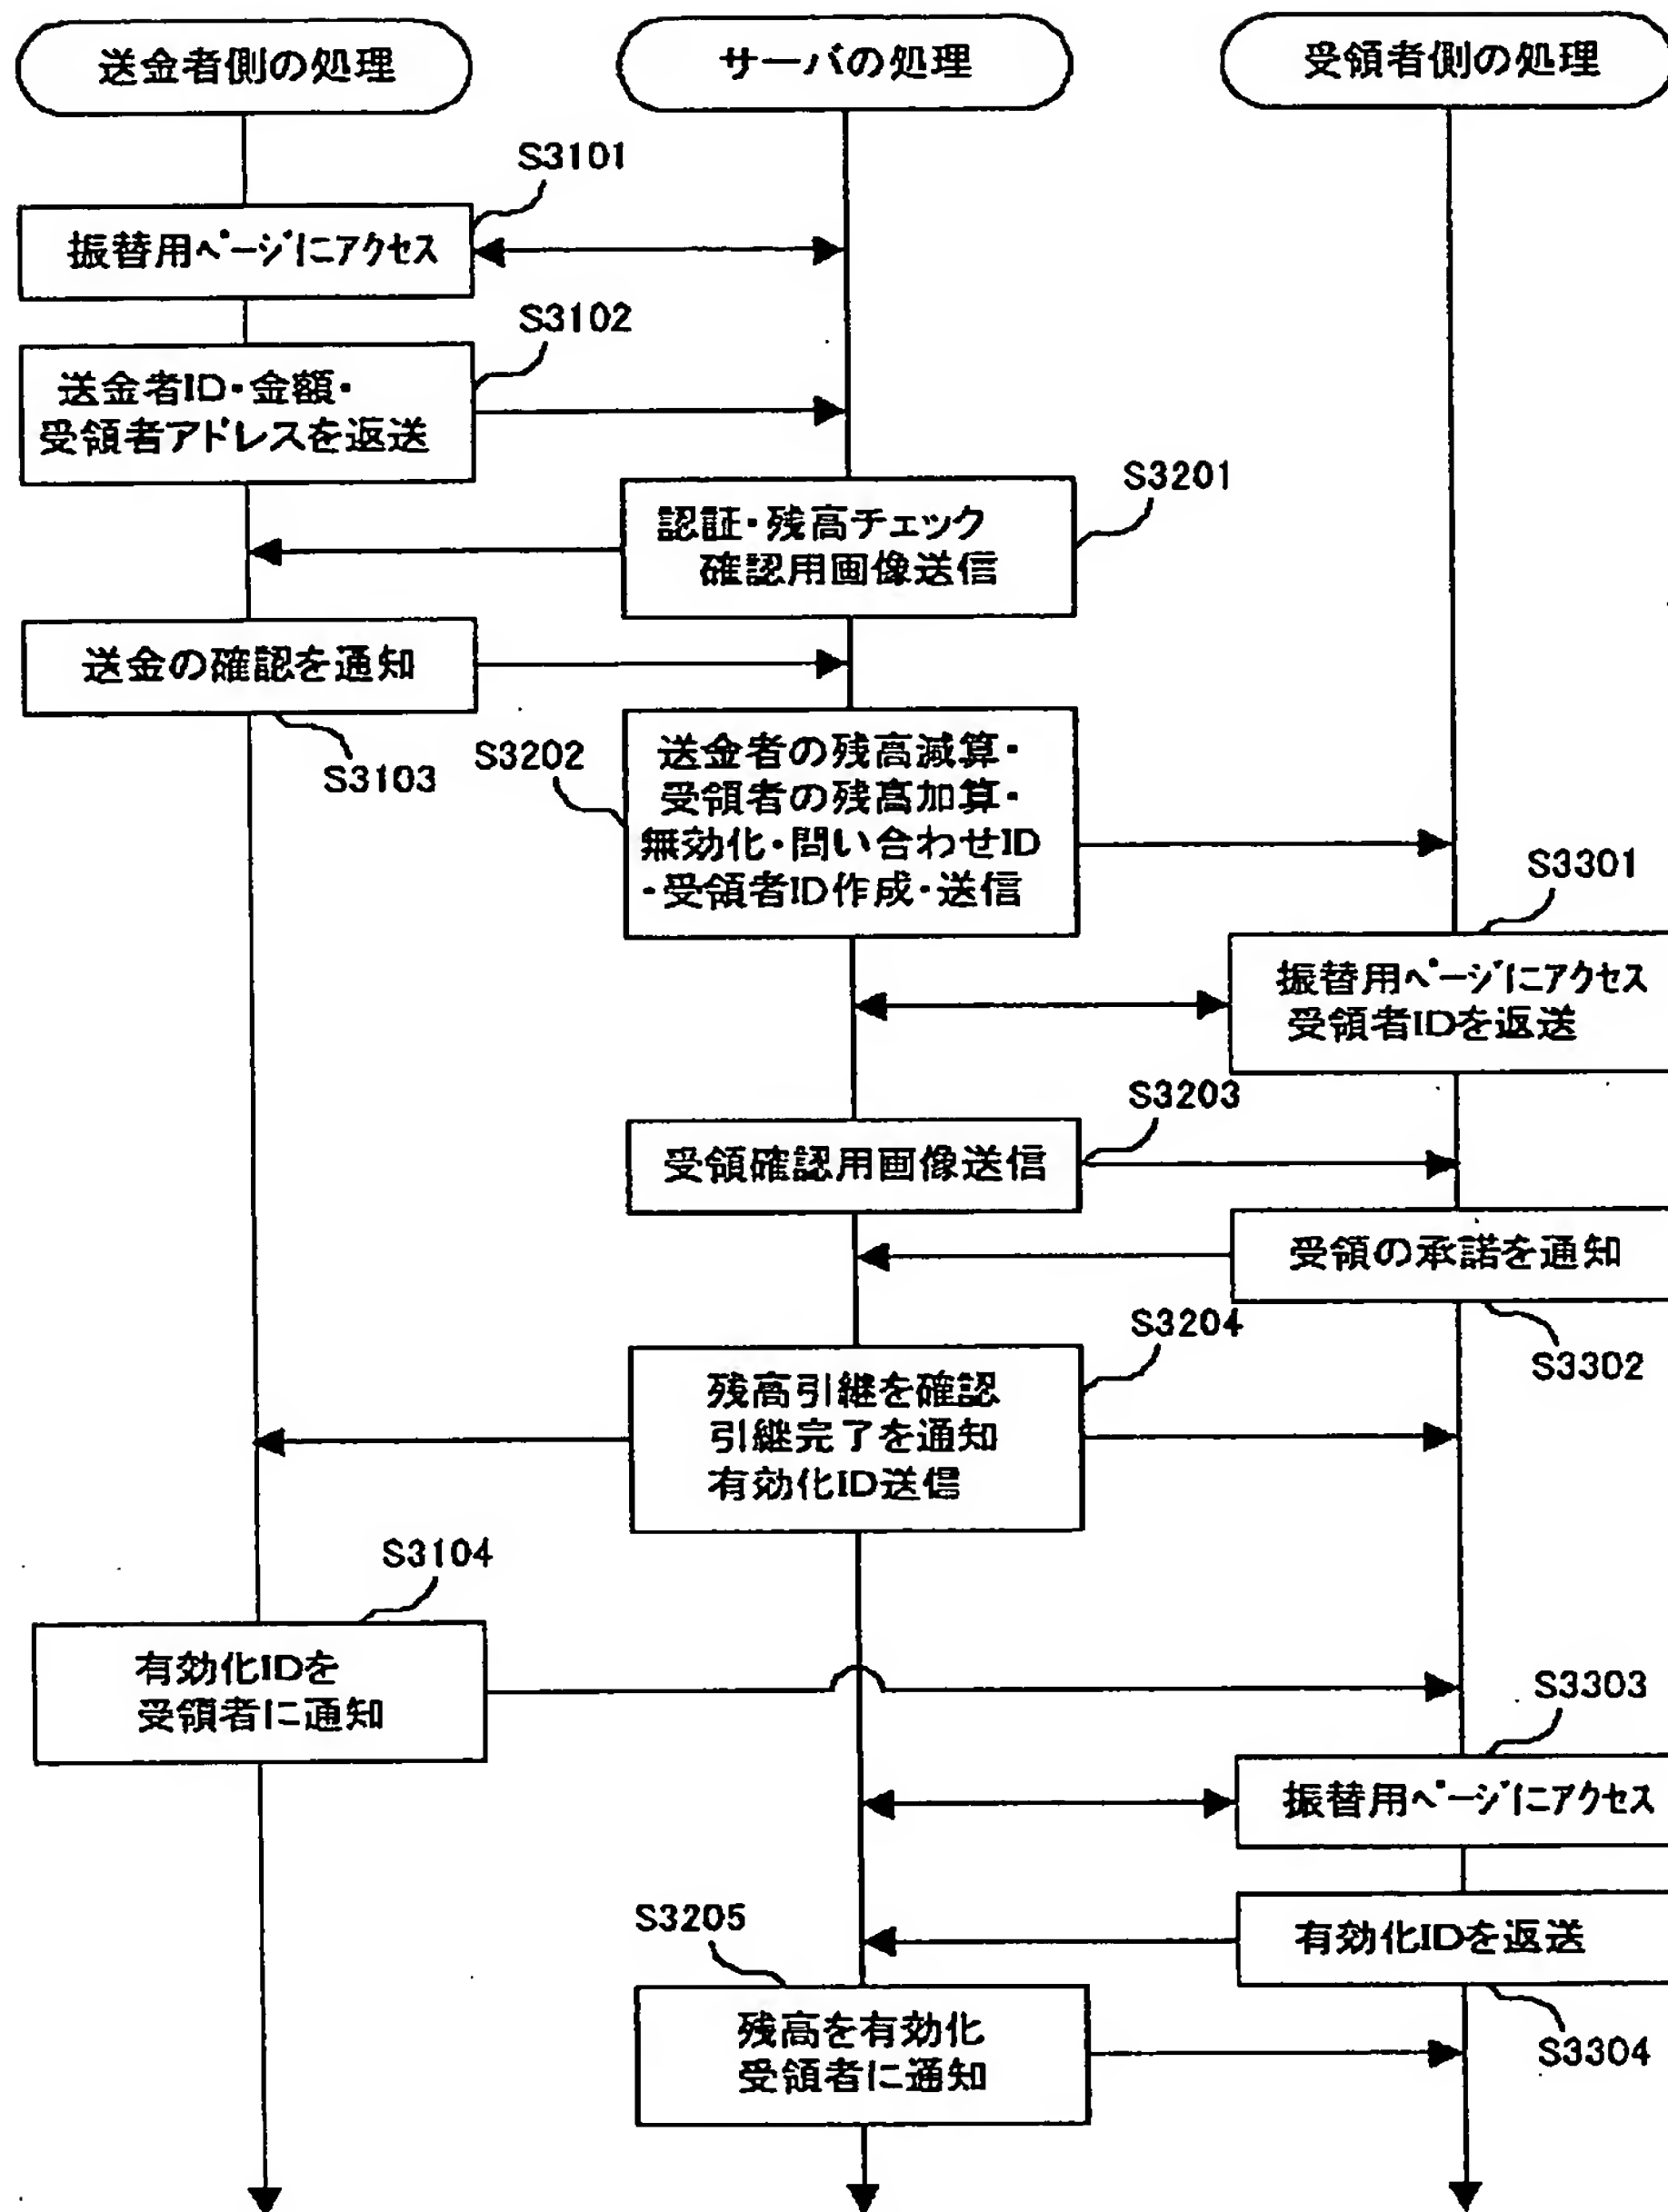 送金者側の処理
サーバの処理
受領者側の処理
S3101
振替用ページにアクセス
S3102
送金者ID・金額・
受領者アドレスを返送
S3201
認証・残高チェック
確認用画像送信
送金の確認を通知
S3103
S3202
送金者の残高減算・
受領者の残高加算・
無効化・問い合わせID
・受領者ID作成・送信
S3301
振替用ページにアクセス
受領者IDを返送
S3203
受領確認用画像送信
受領の承諾を通知
S3302
S3204
残高引継を確認
引継完了を通知
有効化ID送信
S3104
有効化IDを
受領者に通知
S3303
振替用ページにアクセス
有効化IDを返送
S3304
S3205
残高を有効化
受領者に通知